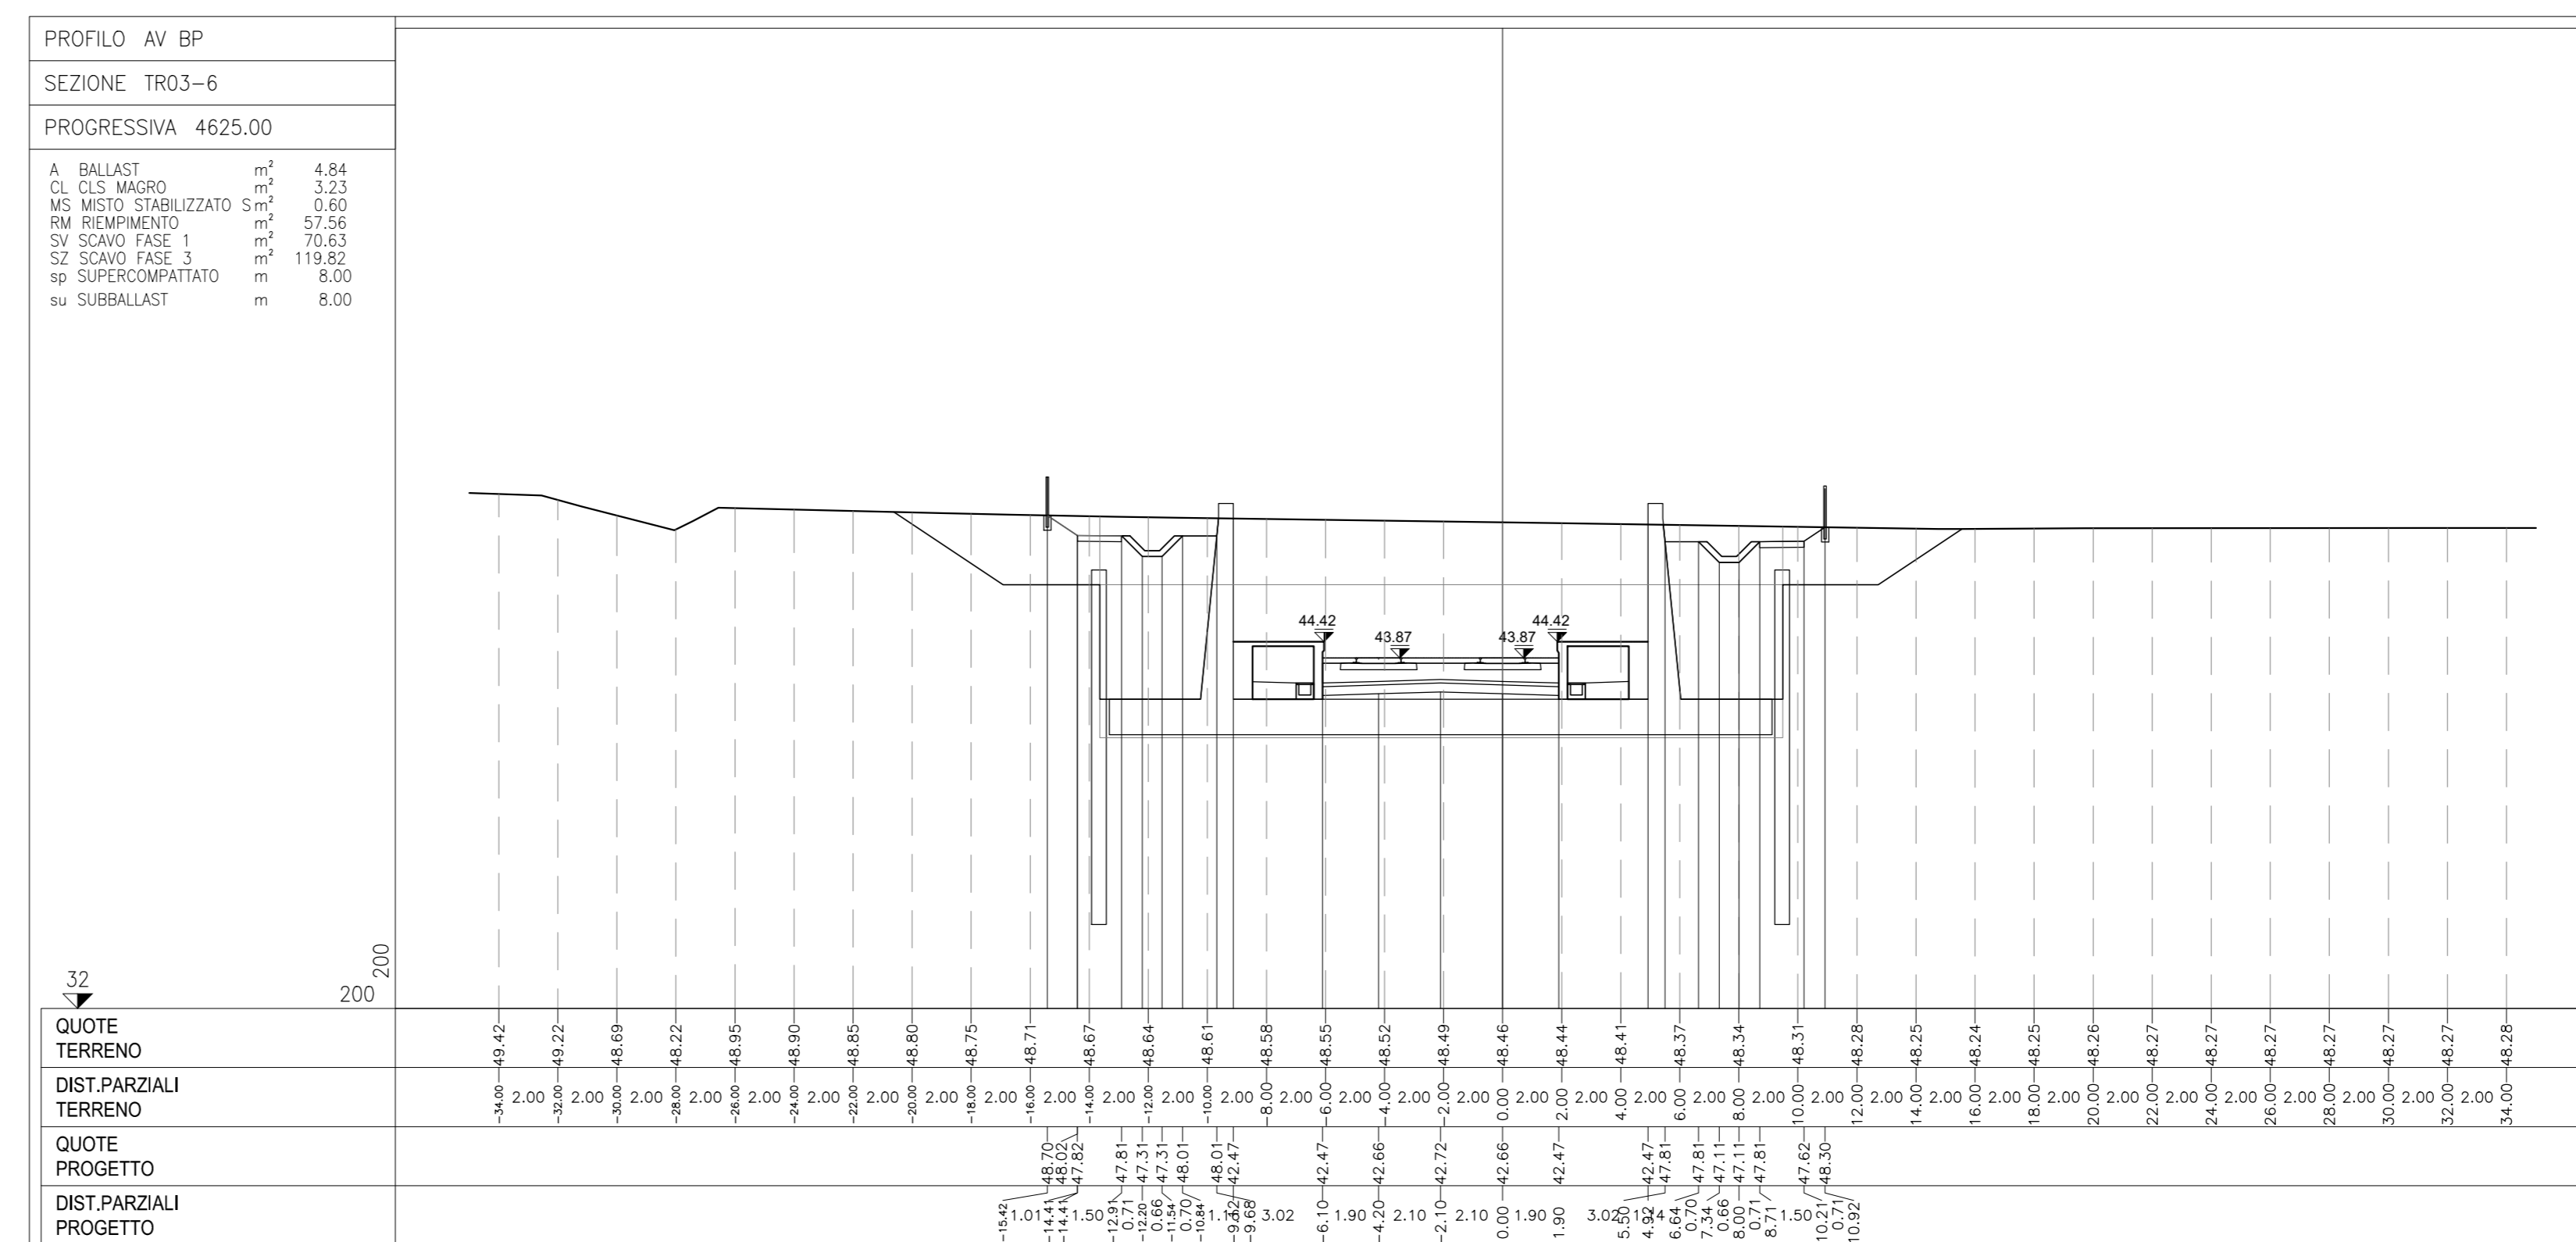 PROFILO AV BP
SEZIONE TR03-6
PROGRESSIVA 4625.00
A BALLAST m² 4.84
CL CLS MAGRO m² 3.23
MS MISTO STABILIZZATO S m² 0.60
RM RIEMPIMENTO m² 57.56
SV SCAVO FASE 1 m² 70.63
SZ SCAVO FASE 3 m² 119.82
sp SUPERCOMPATTATO m 8.00
su SUBBALLAST m 8.00
44.42 44.42
43.87 43.87
32 200 200
QUOTE TERRENO
49.42 49.22 48.69 48.22 48.95 48.90 48.85 48.80 48.75 48.71 48.67 48.64 48.61 48.58 48.55 48.52 48.49 48.46 48.44 48.41 48.37 48.34 48.31 48.28 48.25 48.24 48.25 48.26 48.27 48.27 48.27 48.27 48.27 48.27 48.28
DIST.PARZIALI TERRENO
-34.00 2.00 -32.00 2.00 -30.00 2.00 -28.00 2.00 -26.00 2.00 -24.00 2.00 -22.00 2.00 -20.00 2.00 -18.00 2.00 -16.00 2.00 -14.00 2.00 -12.00 2.00 -10.00 2.00 -8.00 2.00 -6.00 2.00 -4.00 2.00 -2.00 2.00 0.00 2.00 2.00 2.00 4.00 2.00 6.00 2.00 8.00 2.00 10.00 2.00 12.00 2.00 14.00 2.00 16.00 2.00 18.00 2.00 20.00 2.00 22.00 2.00 24.00 2.00 26.00 2.00 28.00 2.00 30.00 2.00 32.00 2.00 34.00
QUOTE PROGETTO
48.70 48.02 47.82 47.81 47.31 47.31 48.01 48.01 42.47 42.47 42.66 42.72 42.66 42.47 42.47 47.81 47.81 47.11 47.11 47.81 47.62 48.30
DIST.PARZIALI PROGETTO
-15.42 1.01 -14.41 -14.41 1.50 -12.91 0.71 -12.20 0.66 -11.54 0.70 -10.84 -9.68 3.02 -6.10 1.90 -4.20 2.10 -2.10 2.10 0.00 1.90 1.90 3.02 5.50 4.92 6.64 0.70 7.34 0.66 8.00 0.71 8.71 1.50 10.21 0.71 10.92